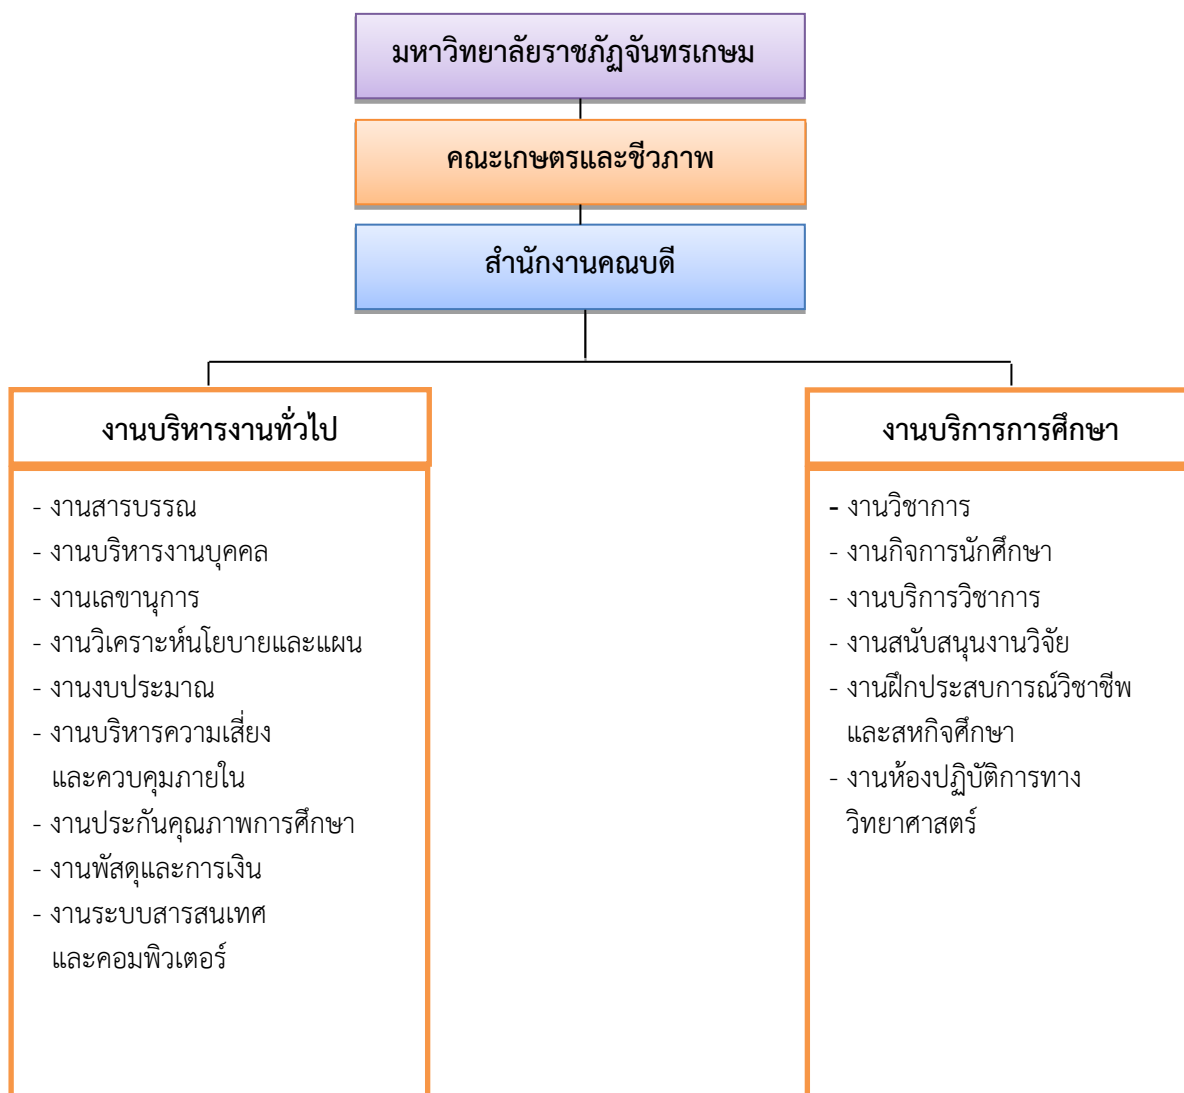 มหาวิทยาลัยราชภัฏจันทรเกษม
คณะเกษตรและชีวภาพ
สำนักงานคณบดี
งานบริหารงานทั่วไป
- งานสารบรรณ
- งานบริหารงานบุคคล
- งานเลขานุการ
- งานวิเคราะห์นโยบายและแผน
- งานงบประมาณ
- งานบริหารความเสี่ยง
และควบคุมภายใน
- งานประกันคุณภาพการศึกษา
- งานพัสดุและการเงิน
- งานระบบสารสนเทศ
และคอมพิวเตอร์
งานบริการการศึกษา
- งานวิชาการ
- งานกิจการนักศึกษา
- งานบริการวิชาการ
- งานสนับสนุนงานวิจัย
- งานฝึกประสบการณ์วิชาชีพ
และสหกิจศึกษา
- งานห้องปฏิบัติการทาง
วิทยาศาสตร์